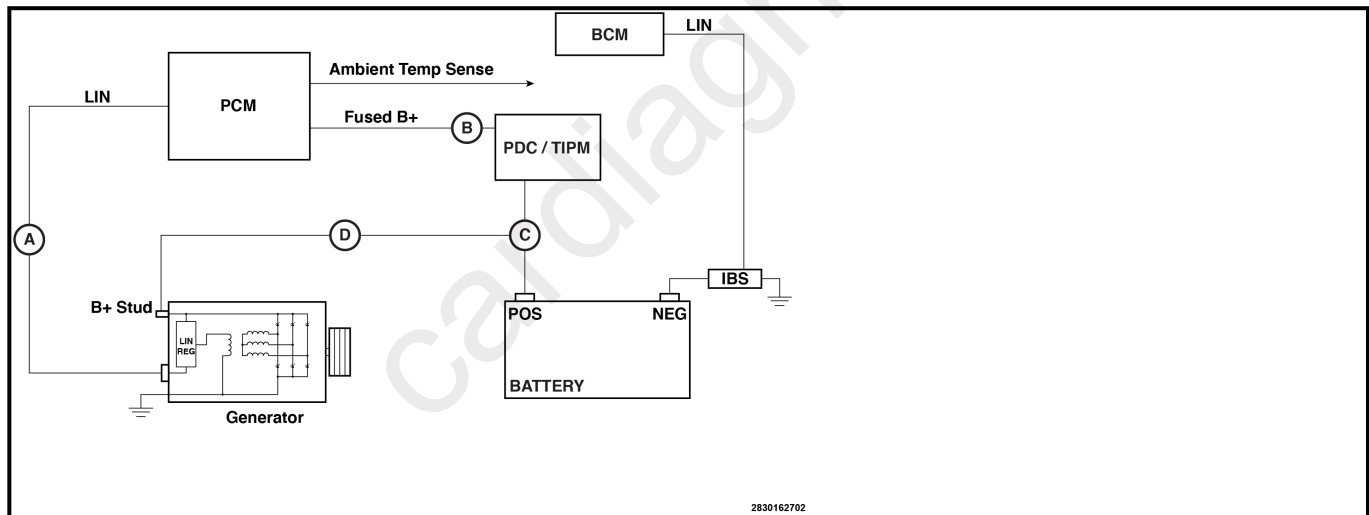 BCM
LIN
Ambient Temp Sense
LIN
PCM
Fused B+
B
PDC / TIPM
A
D
C
IBS
B+ Stud
POS
NEG
LIN
REG
BATTERY
Generator
2830162702
cardiagn